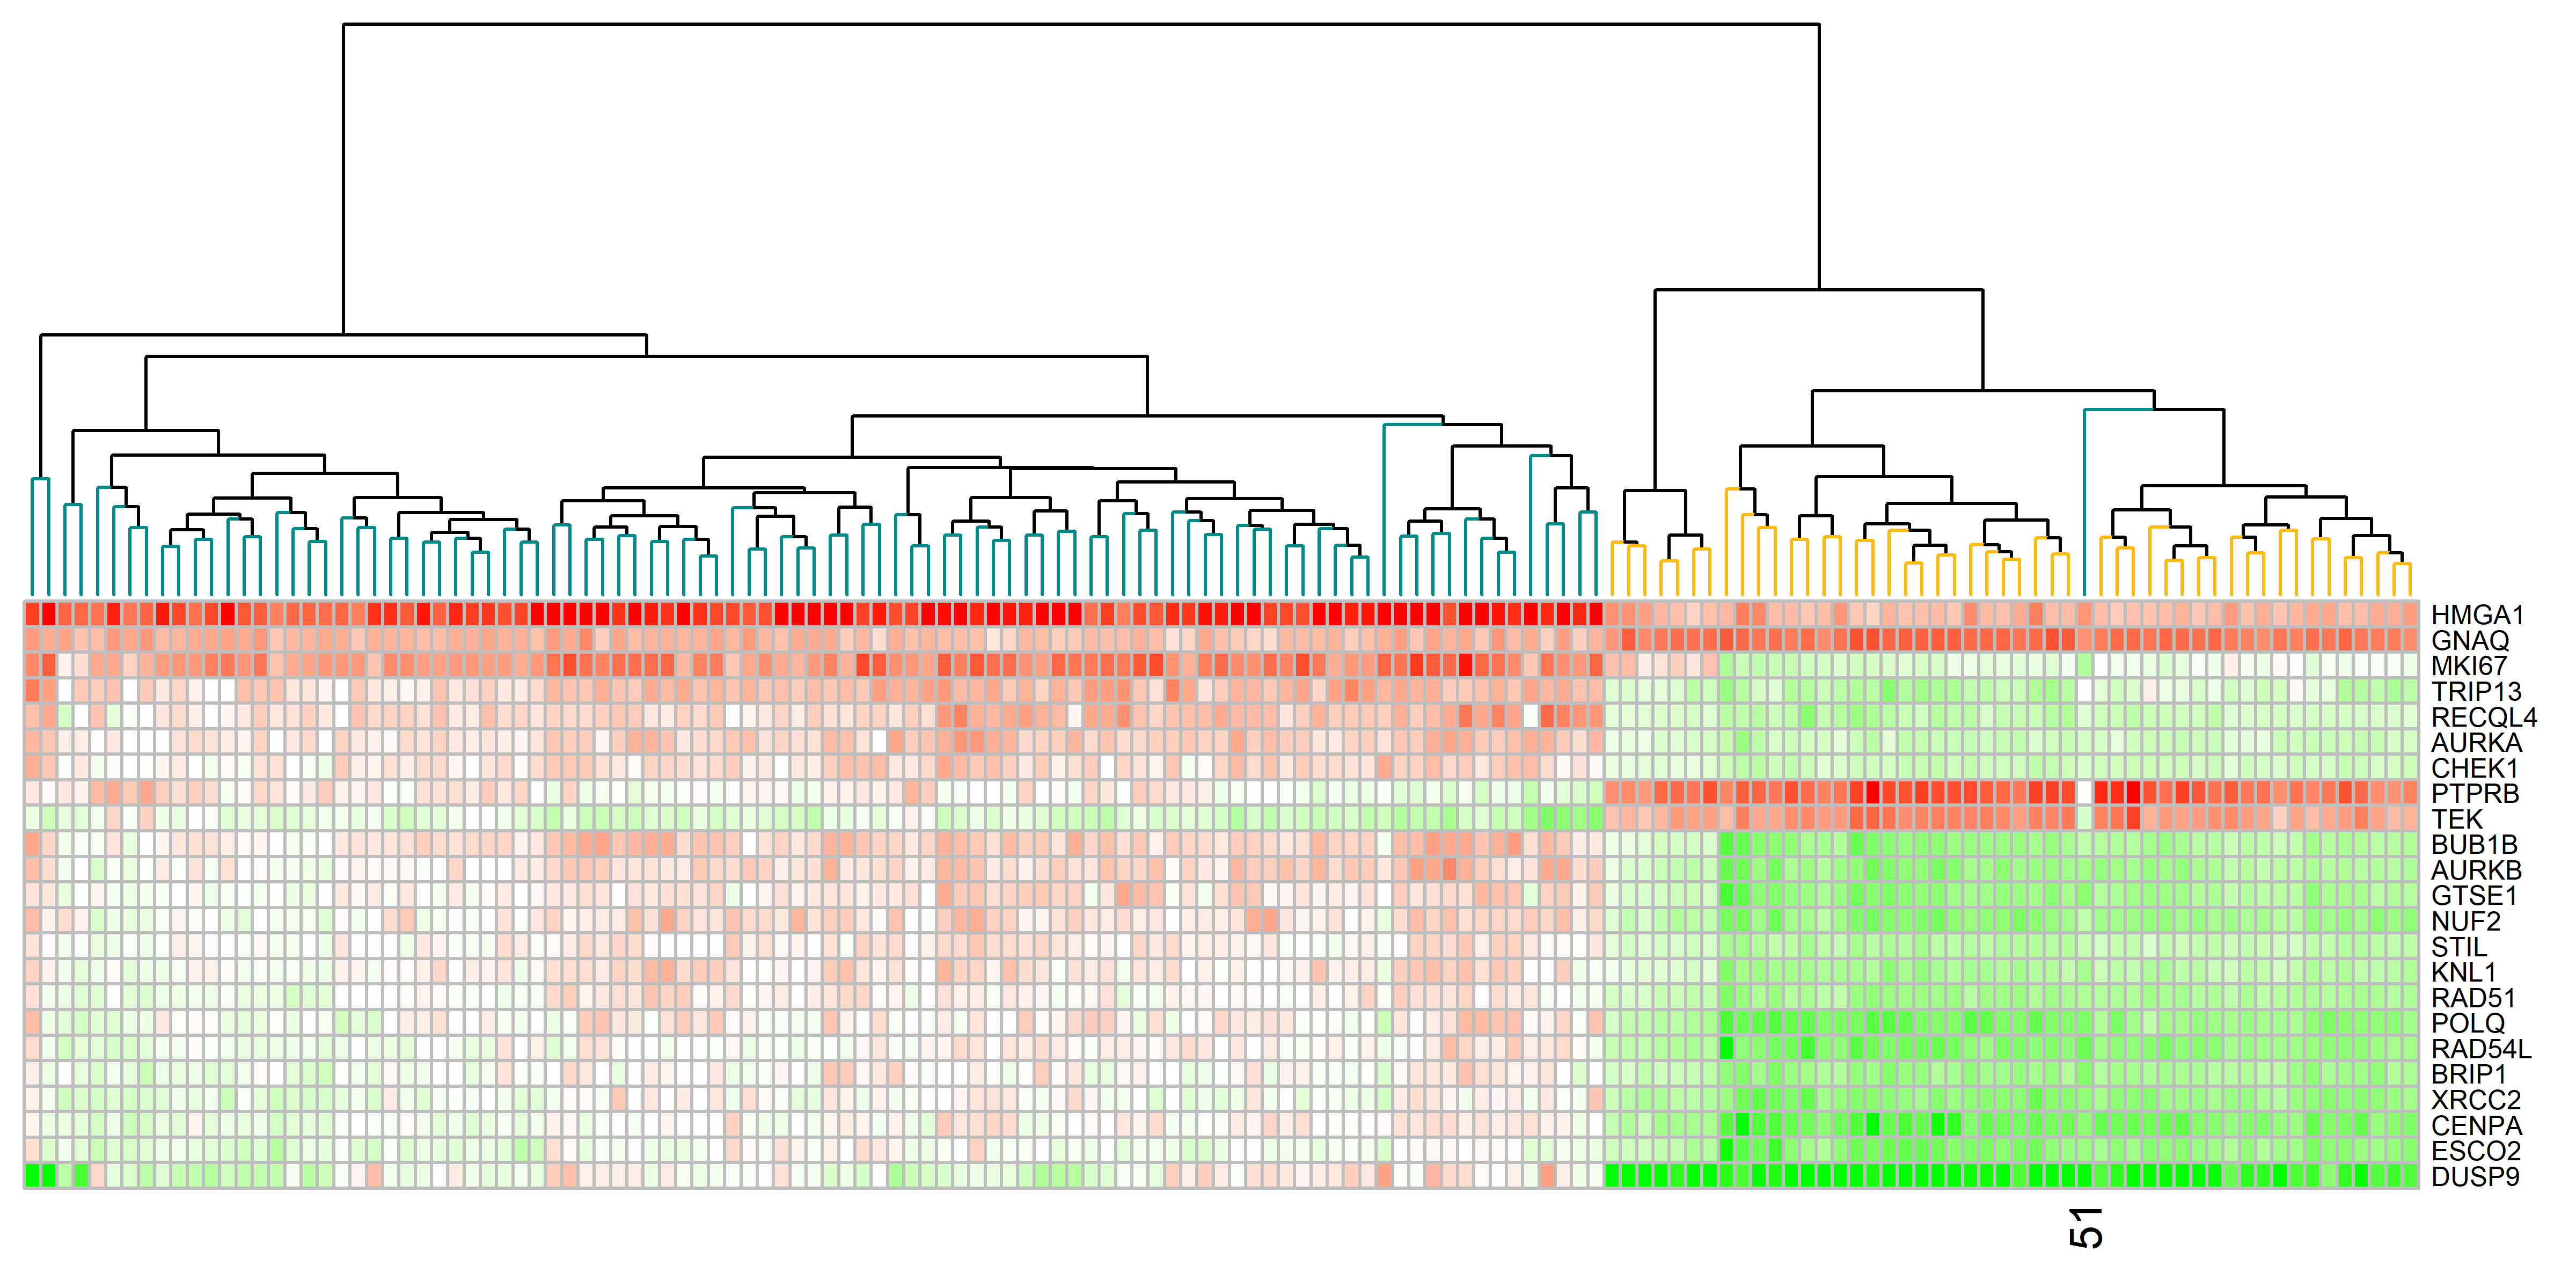 HMGA1
GNAQ
MKI67
TRIP13
RECQL4
AURKA
CHEK1
PTPRB
TEK
BUB1B
AURKB
GTSE1
NUF2
STIL
KNL1
RAD51
POLQ
RAD54L
BRIP1
XRCC2
CENPA
ESCO2
DUSP9
51